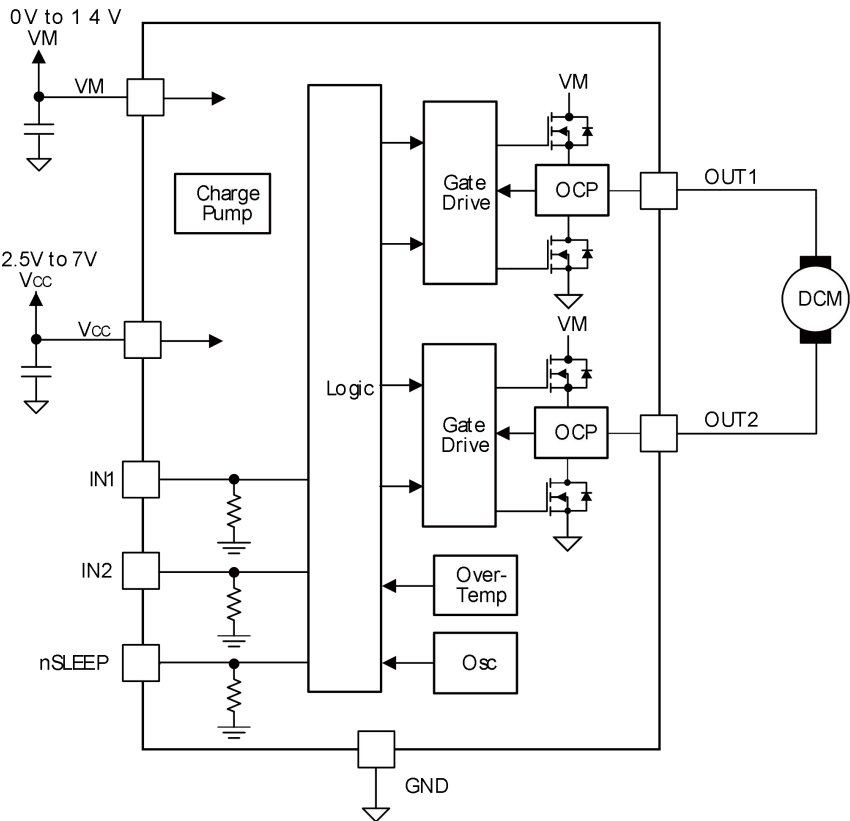 0V to 1 4 V
VM
VM
Charge
Pump
2.5V to 7V
VCC
VCC
IN1
IN2
nSLEEP
Logic
Gate
Drive
VM
OCP
OUT1
DCM
Gate
Drive
VM
OCP
OUT2
Over-
Temp
Osc
GND